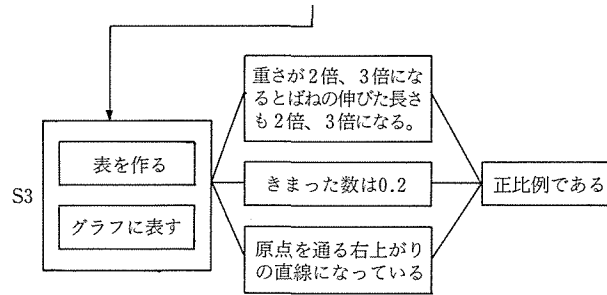 重さが2倍、3倍にな
るとばねの伸びた長さ
も2倍、3倍になる。
S3
表を作る
グラフに表す
きまった数は0.2
正比例である
原点を通る右上がり
の直線になっている